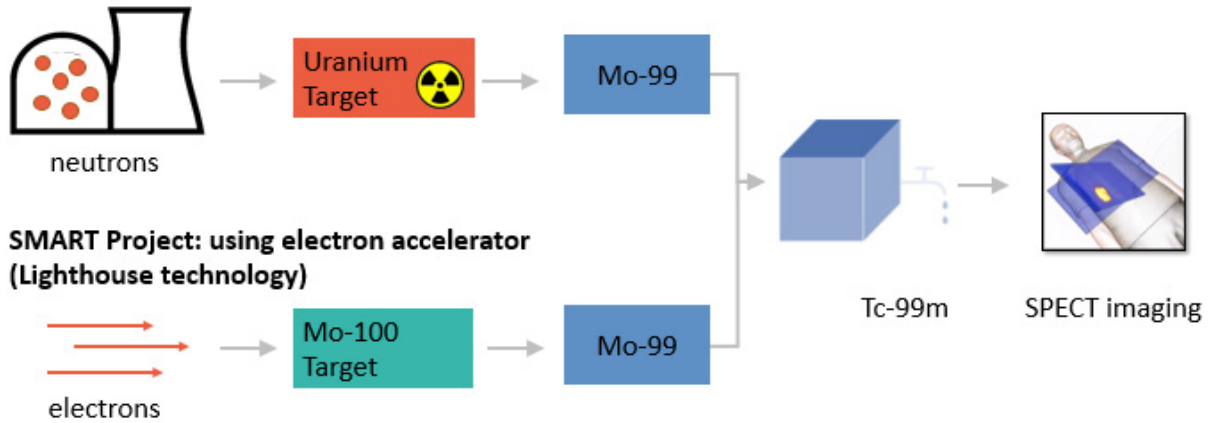 Uranium
Target
Mo-99
neutrons
SMART Project: using electron accelerator
(Lighthouse technology)
Mo-100
Target
Mo-99
electrons
Tc-99m
SPECT imaging